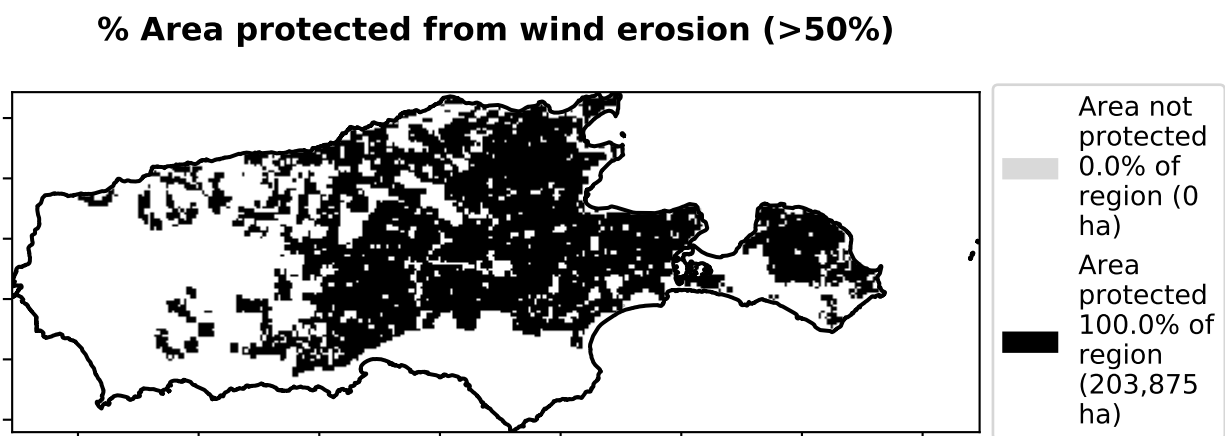 % Area protected from wind erosion (>50%)
Area not
protected
0.0% of
region (0
ha)
Area
protected
100.0% of
region
(203,875
ha)